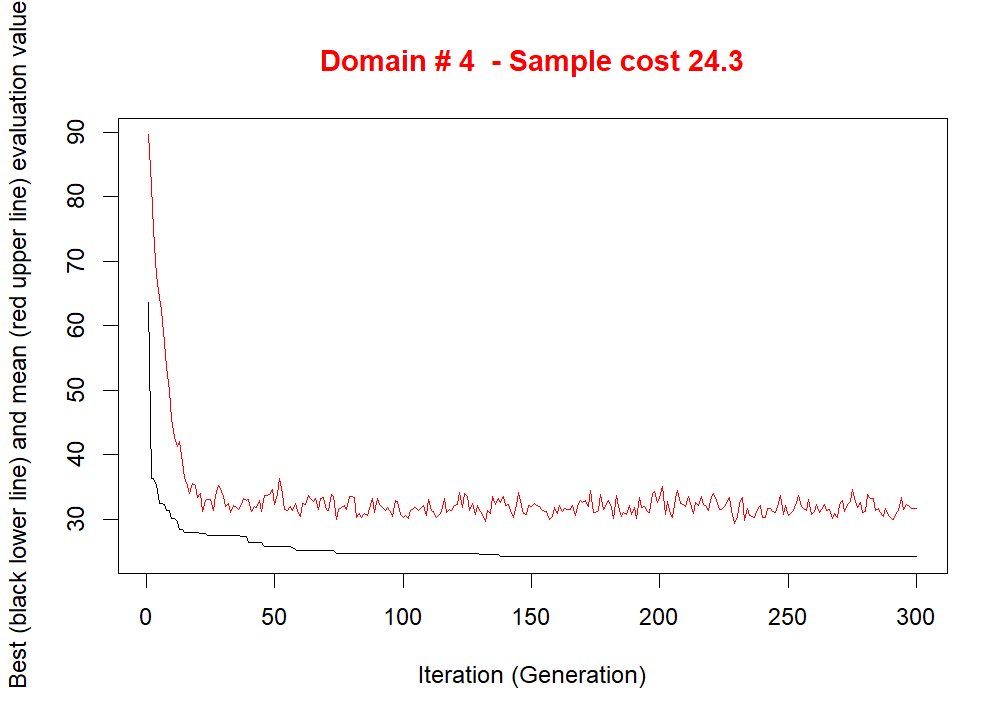 Domain # 4  - Sample cost 24.3
Best (black lower line) and mean (red upper line) evaluation value
90
80
70
60
50
40
30
0 50 100 150 200 250 300
Iteration (Generation)